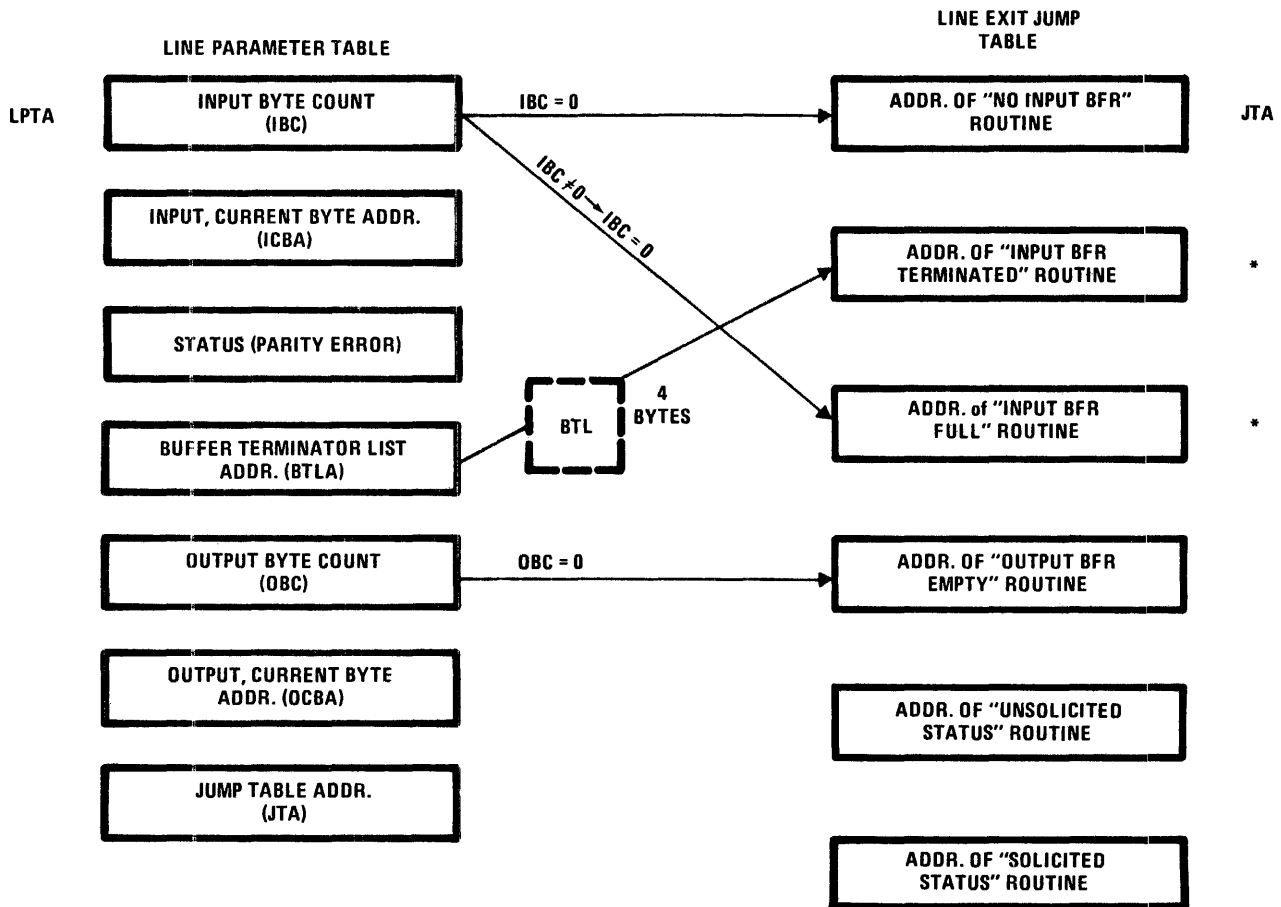 LINE PARAMETER TABLE
LPTA
INPUT BYTE COUNT
(IBC)
INPUT, CURRENT BYTE ADDR.
(ICBA)
STATUS (PARITY ERROR)
BUFFER TERMINATOR LIST
ADDR. (BTLA)
OUTPUT BYTE COUNT
(OBC)
OUTPUT, CURRENT BYTE
ADDR. (OCBA)
JUMP TABLE ADDR.
(JTA)
IBC = 0
IBC ≠0→IBC = 0
BTL
4
BYTES
OBC = 0
LINE EXIT JUMP
TABLE
ADDR. OF "NO INPUT BFR"
ROUTINE
JTA
ADDR. OF "INPUT BFR
TERMINATED" ROUTINE
*
ADDR. of "INPUT BFR
FULL" ROUTINE
*
ADDR. OF "OUTPUT BFR
EMPTY" ROUTINE
ADDR. OF "UNSOLICITED
STATUS" ROUTINE
ADDR. OF "SOLICITED
STATUS" ROUTINE